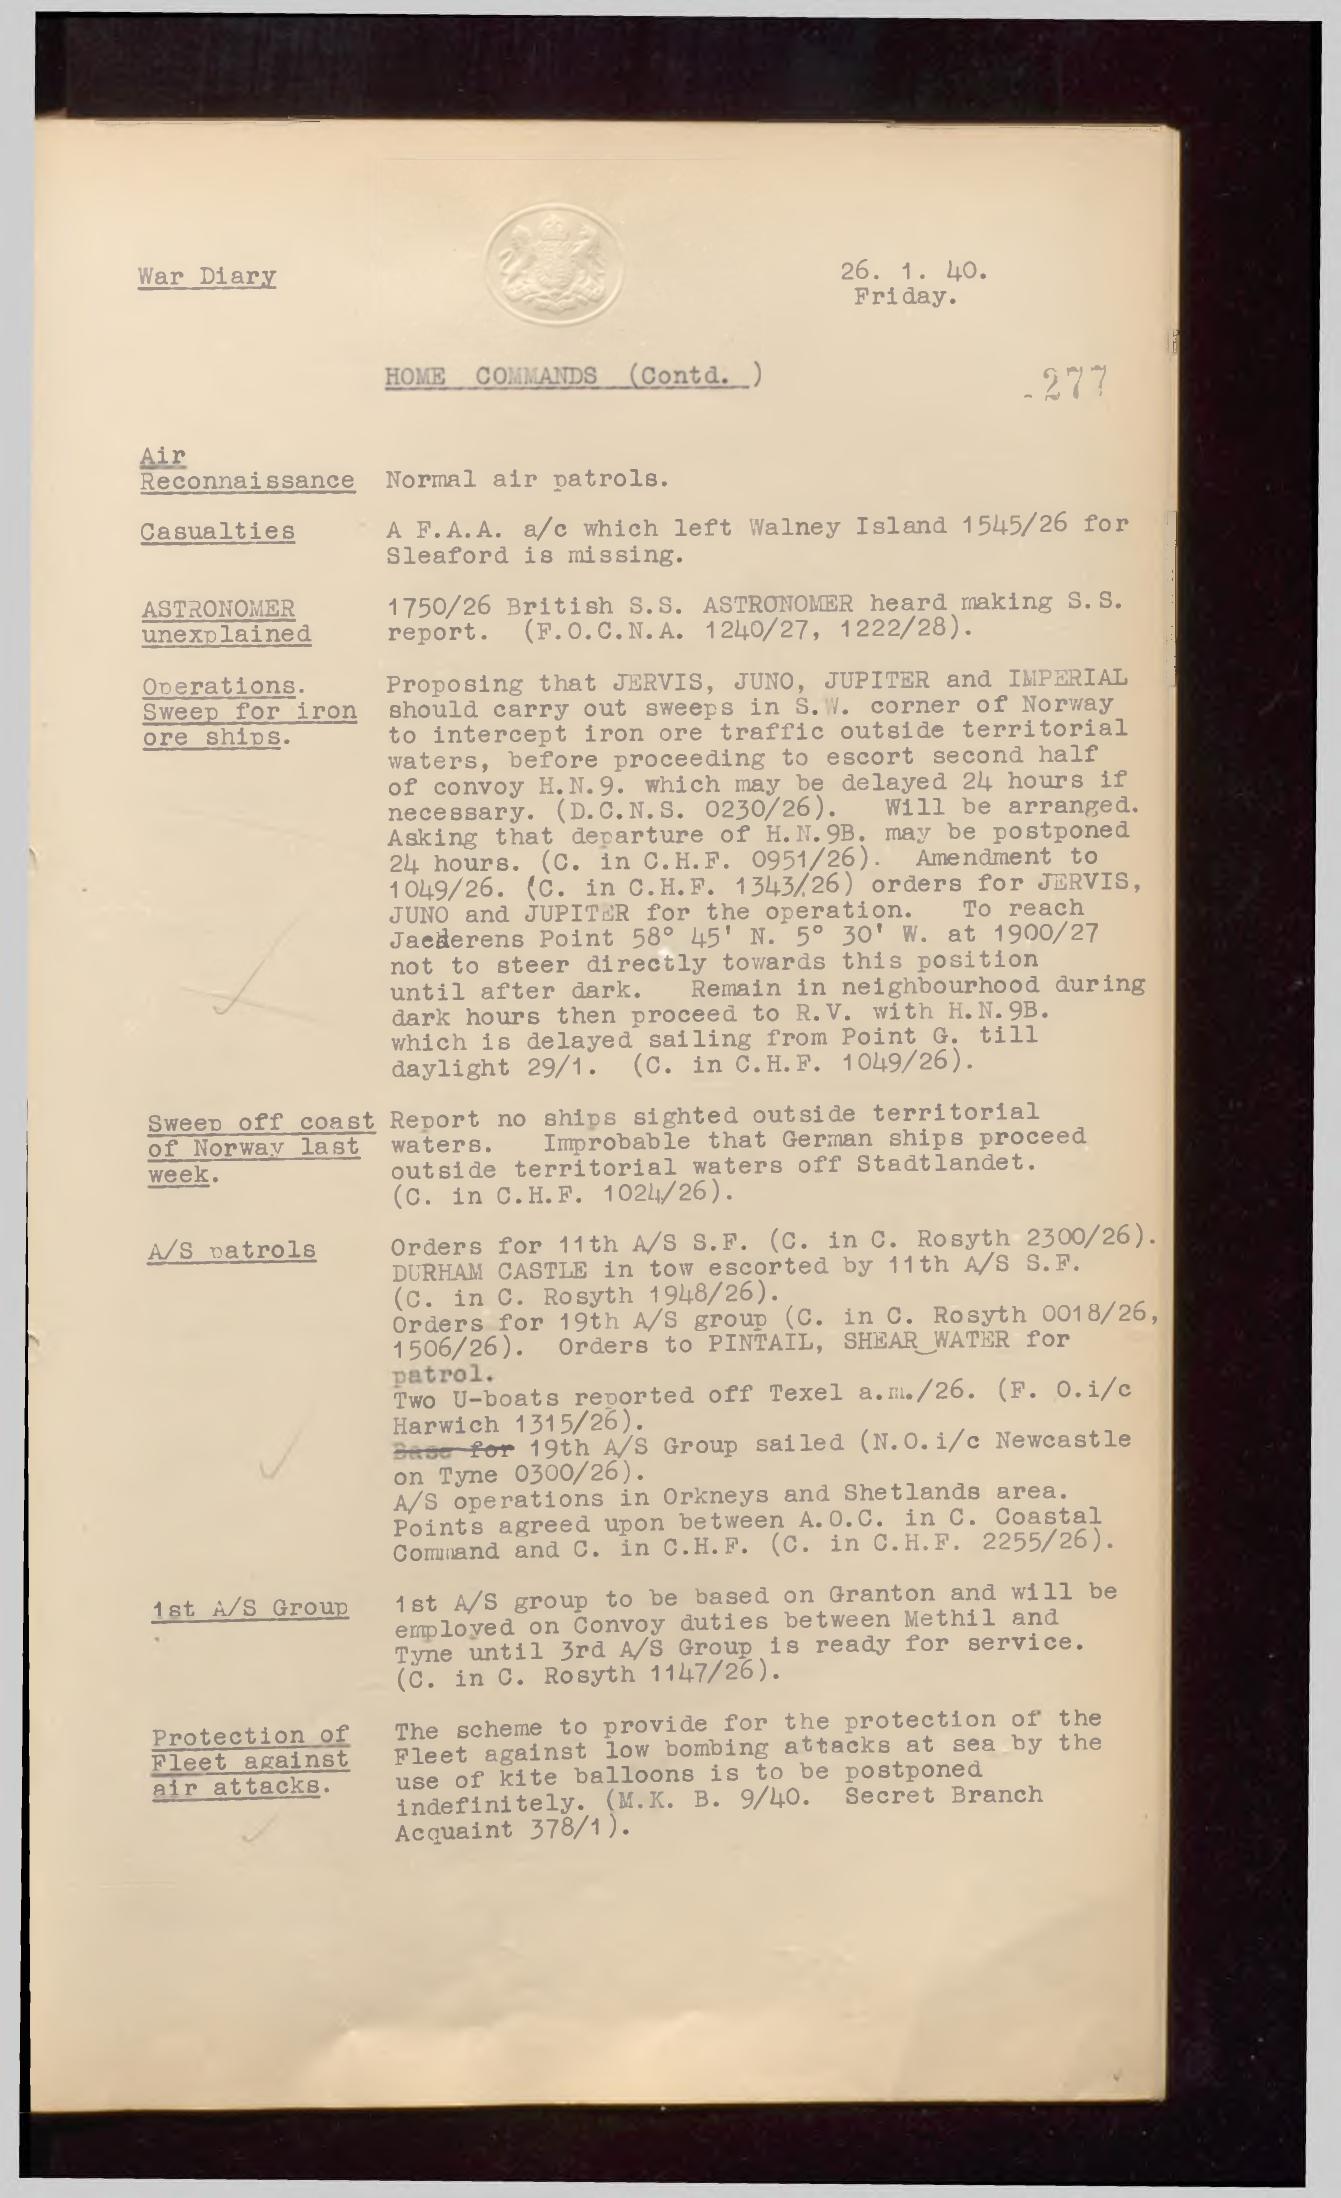 War Diary
26. 1. 40.
Friday.
HOME COMMANDS (Contd. )
277
Air
Reconnaissance Normal air patrols.
Casualties A F.A.A. a/c which left Walney Island 1545/26 for
Sleaford is missing.
ASTRONOMER 1750/26 British S.S. ASTRONOMER heard making S.S.
unexplained report. (F.O.C.N.A. 1240/27, 1222/28).
Operations. Proposing that JERVIS, JUNO, JUPITER and IMPERIAL
Sweep for iron should carry out sweeps in S.W. corner of Norway
ore ships. to intercept iron ore traffic outside territorial
waters, before proceeding to escort second half
of convoy H.N.9. which may be delayed 24 hours if
necessary. (D.C.N.S. 0230/26). Will be arranged.
Asking that departure of H.N.9B. may be postponed
24 hours. (C. in C.H.F. 0951/26). Amendment to
1049/26. (C. in C.H.F. 1343/26) orders for JERVIS,
JUNO and JUPITER for the operation. To reach
Jaederens Point 58° 45' N. 5° 30' W. at 1900/27
not to steer directly towards this position
until after dark. Remain in neighbourhood during
dark hours then proceed to R.V. with H.N.9B.
which is delayed sailing from Point G. till
daylight 29/1. (C. in C.H.F. 1049/26).
Sweep off coast Report no ships sighted outside territorial
of Norway last waters. Improbable that German ships proceed
week. outside territorial waters off Stadtlandet.
(C. in C.H.F. 1024/26).
A/S patrols Orders for 11th A/S S.F. (C. in C. Rosyth 2300/26).
DURHAM CASTLE in tow escorted by 11th A/S S.F.
(C. in C. Rosyth 1948/26).
Orders for 19th A/S group (C. in C. Rosyth 0018/26,
1506/26). Orders to PINTAIL, SHEAR_WATER for
patrol.
Two U-boats reported off Texel a.m./26. (F. O.i/c
Harwich 1315/26).
Base for 19th A/S Group sailed (N.O.i/c Newcastle
on Tyne 0300/26).
A/S operations in Orkneys and Shetlands area.
Points agreed upon between A.O.C. in C. Coastal
Command and C. in C.H.F. (C. in C.H.F. 2255/26).
1st A/S Group 1st A/S group to be based on Granton and will be
employed on Convoy duties between Methil and
Tyne until 3rd A/S Group is ready for service.
(C. in C. Rosyth 1147/26).
Protection of The scheme to provide for the protection of the
Fleet against Fleet against low bombing attacks at sea by the
air attacks. use of kite balloons is to be postponed
indefinitely. (M.K. B. 9/40. Secret Branch
Acquaint 378/1).